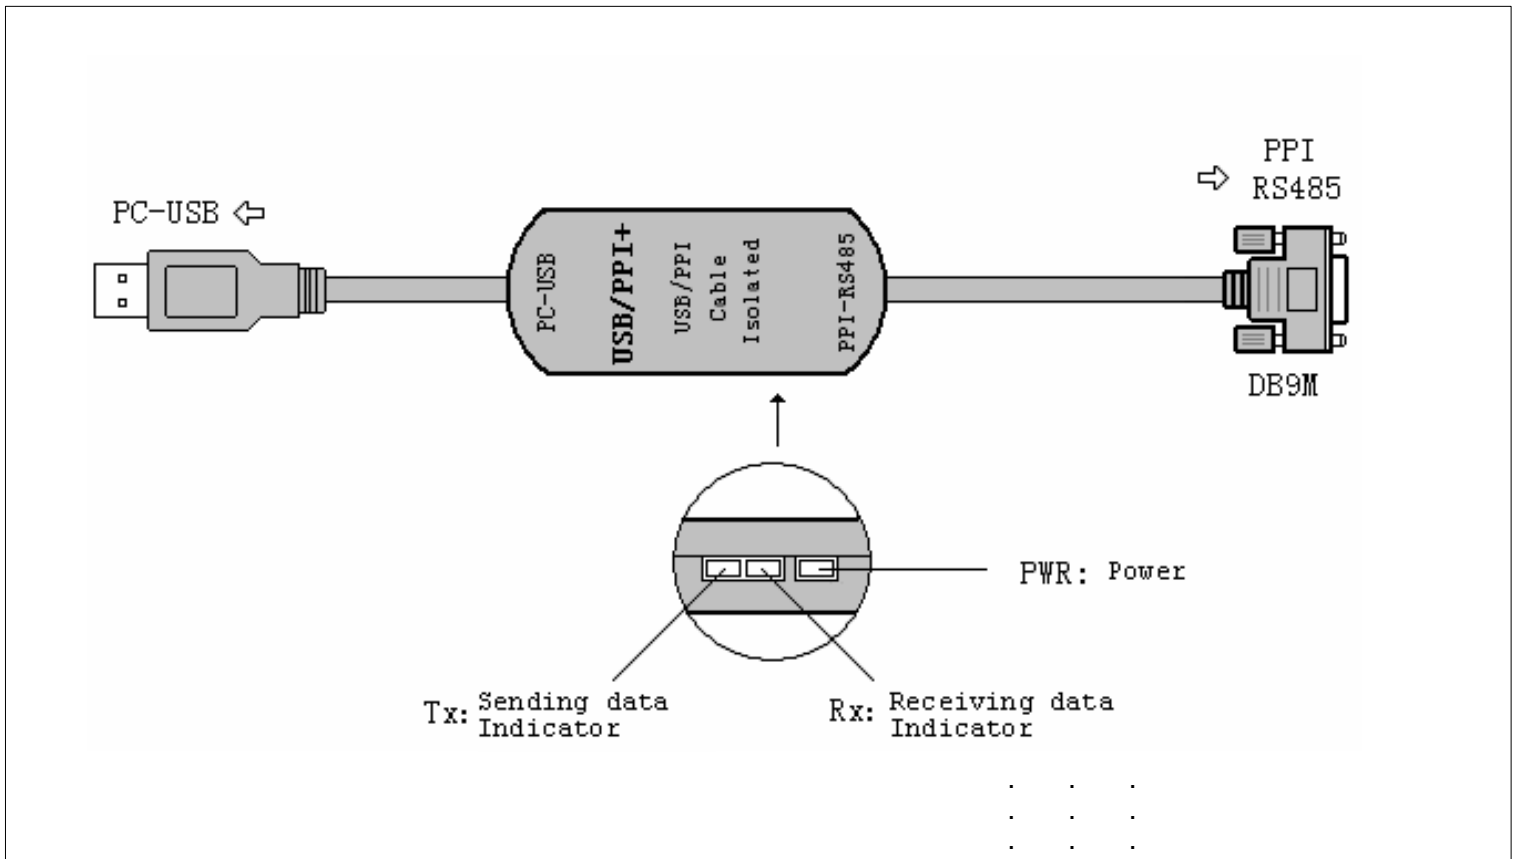 PPI
RS485
PC-USB
PC-USB
USB/PPI+
USB/PPI
Cable
Isolated
PPI-RS485
DB9M
PWR: Power
Tx: Sending data
Indicator
Rx: Receiving data
Indicator